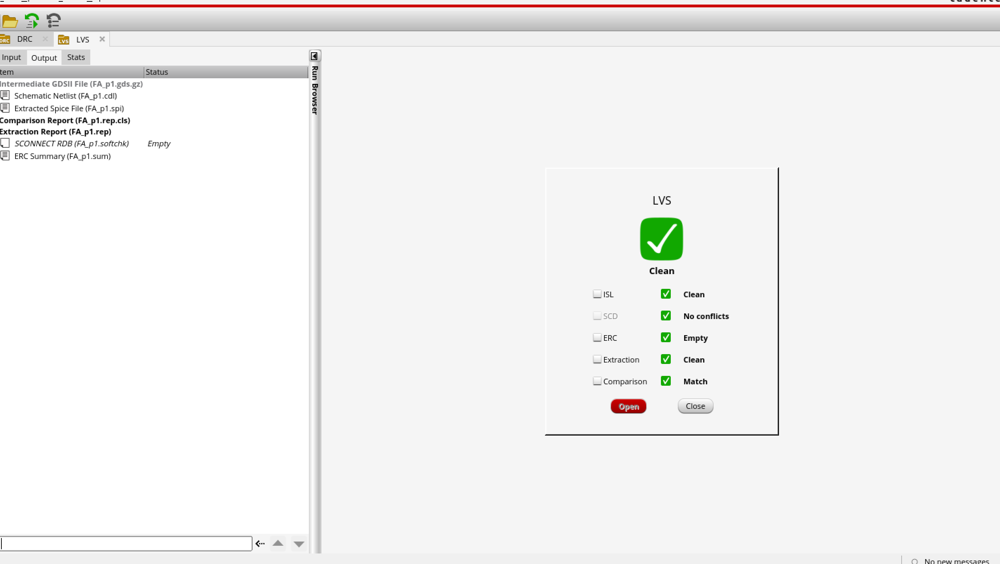 DRC
LVS
Input
Output
Stats
tem
Status
Intermediate GDSII File (FA_p1.gds.gz)
Schematic Netlist (FA_p1.cdl)
Extracted Spice File (FA_p1.spi)
Comparison Report (FA_p1.rep.cls)
Extraction Report (FA_p1.rep)
SCONNECT RDB (FA_p1.softchk) Empty
ERC Summary (FA_p1.sum)
Run Browser
LVS
Clean
ISL Clean
SCD No conflicts
ERC Empty
Extraction Clean
Comparison Match
Open
Close
No new messages